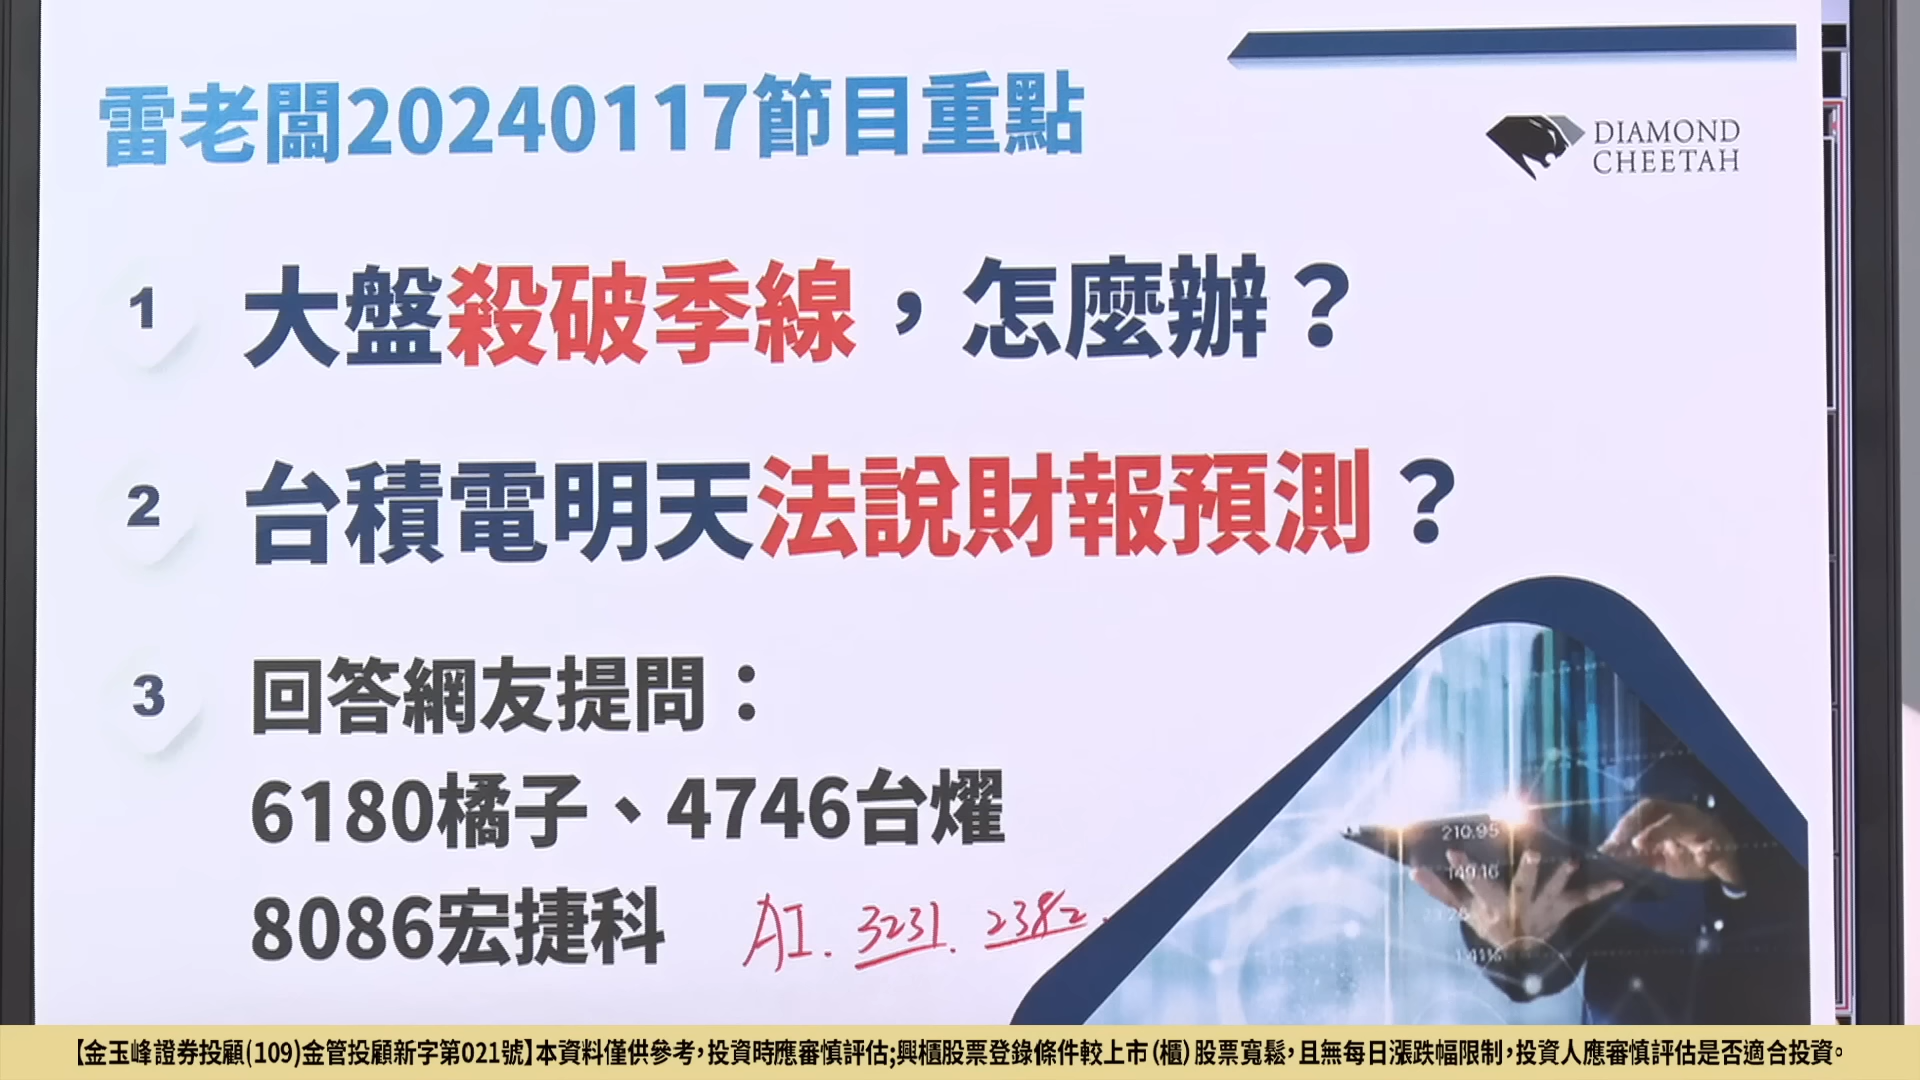 雷老闆20240117節目重點
DIAMOND
CHEETAH
1 大盤殺破季線，怎麼辦？
2 台積電明天法說財報預測？
3 回答網友提問：
6180橘子、4746台燿
8086宏捷科 AI. 3231. 2382.
210.95
149.16
1.41%
【金玉峰證券投顧(109)金管投顧新字第021號】本資料僅供參考，投資時應審慎評估;興櫃股票登錄條件較上市（櫃）股票寬鬆，且無每日漲跌幅限制，投資人應審慎評估是否適合投資。